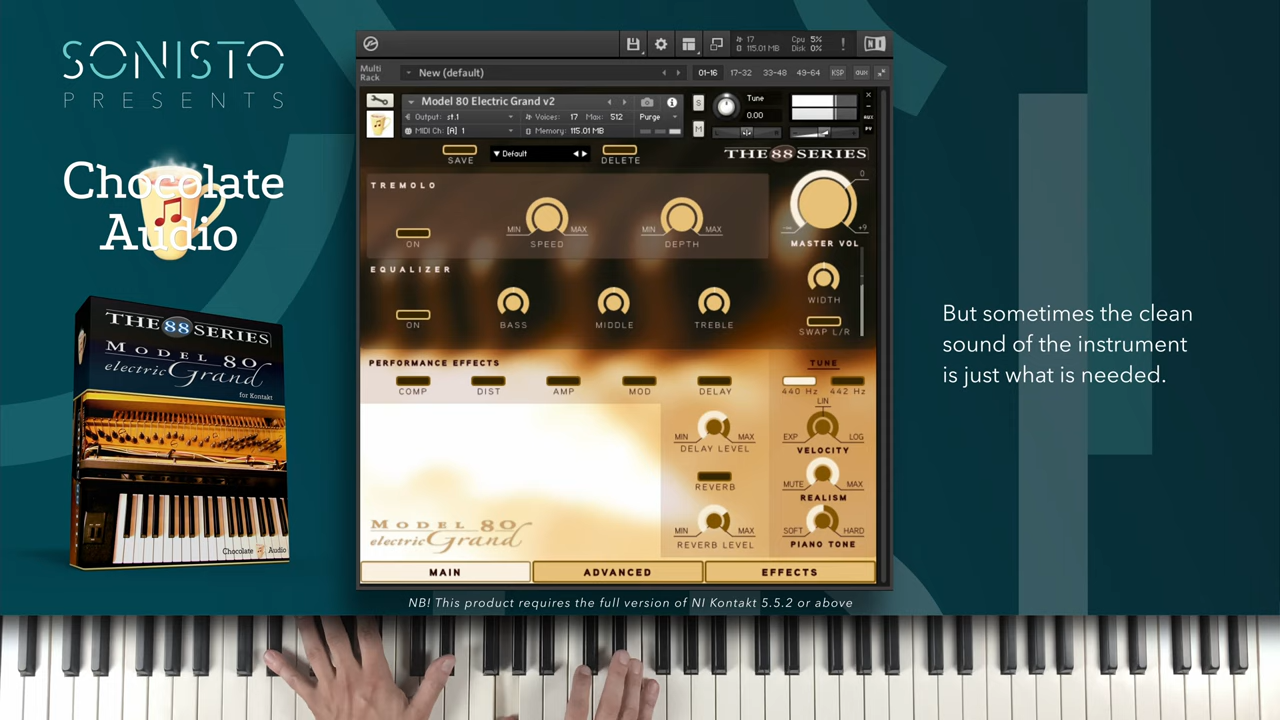 SONISTO
PRESENTS
Chocolate
Audio
THE 88 SERIES
MODEL 80
electric Grand
for Kontakt
Chocolate Audio
Multi
Rack
New (default)
17
115.01 MB
Cpu 5%
Disk 0%
!
NI
01-16 17-32 33-48 49-64 KSP aux
Model 80 Electric Grand v2
Output: st.1 Voices: 17 Max: 512 Purge
MIDI Ch: [A] 1 Memory: 115.01 MB
S
M
Tune
0.00
AUX
PV
SAVE
Default
DELETE
THE 88 SERIES
TREMOLO
ON
MIN MAX
SPEED
MIN MAX
DEPTH
0
+9
MASTER VOL
EQUALIZER
ON
BASS
MIDDLE
TREBLE
WIDTH
SWAP L/R
PERFORMANCE EFFECTS
COMP
DIST
AMP
MOD
DELAY
TUNE
440 Hz 442 Hz
MIN MAX
DELAY LEVEL
LIN
EXP LOG
VELOCITY
REVERB
MUTE MAX
REALISM
MIN MAX
REVERB LEVEL
SOFT HARD
PIANO TONE
MODEL 80
electric Grand
MAIN
ADVANCED
EFFECTS
But sometimes the clean
sound of the instrument
is just what is needed.
NB! This product requires the full version of NI Kontakt 5.5.2 or above